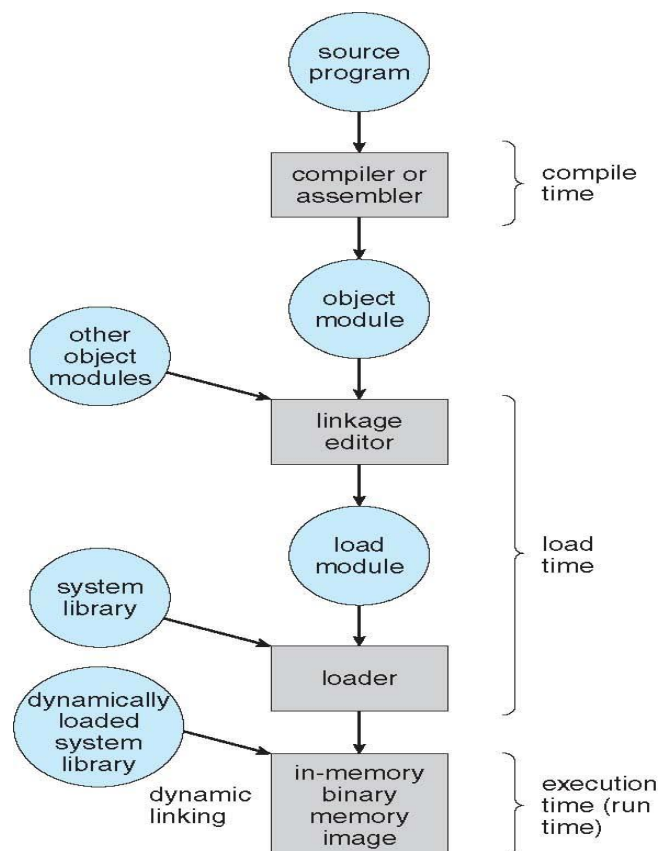 source
program
compiler or
assembler
compile
time
object
module
other
object
modules
linkage
editor
load
module
load
time
system
library
loader
dynamically
loaded
system
library
dynamic
linking
in-memory
binary
memory
image
execution
time (run
time)